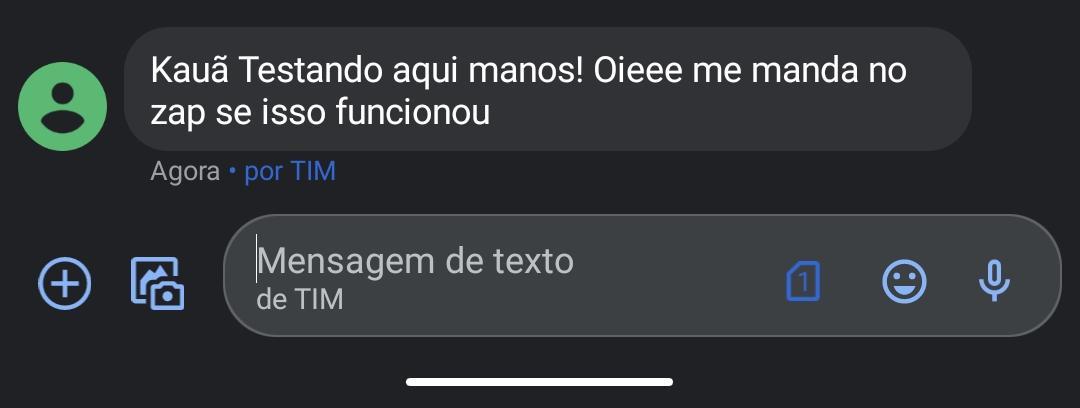 Kauã Testando aqui manos! Oieee me manda no
zap se isso funcionou
Agora • por TIM
Mensagem de texto
de TIM
1